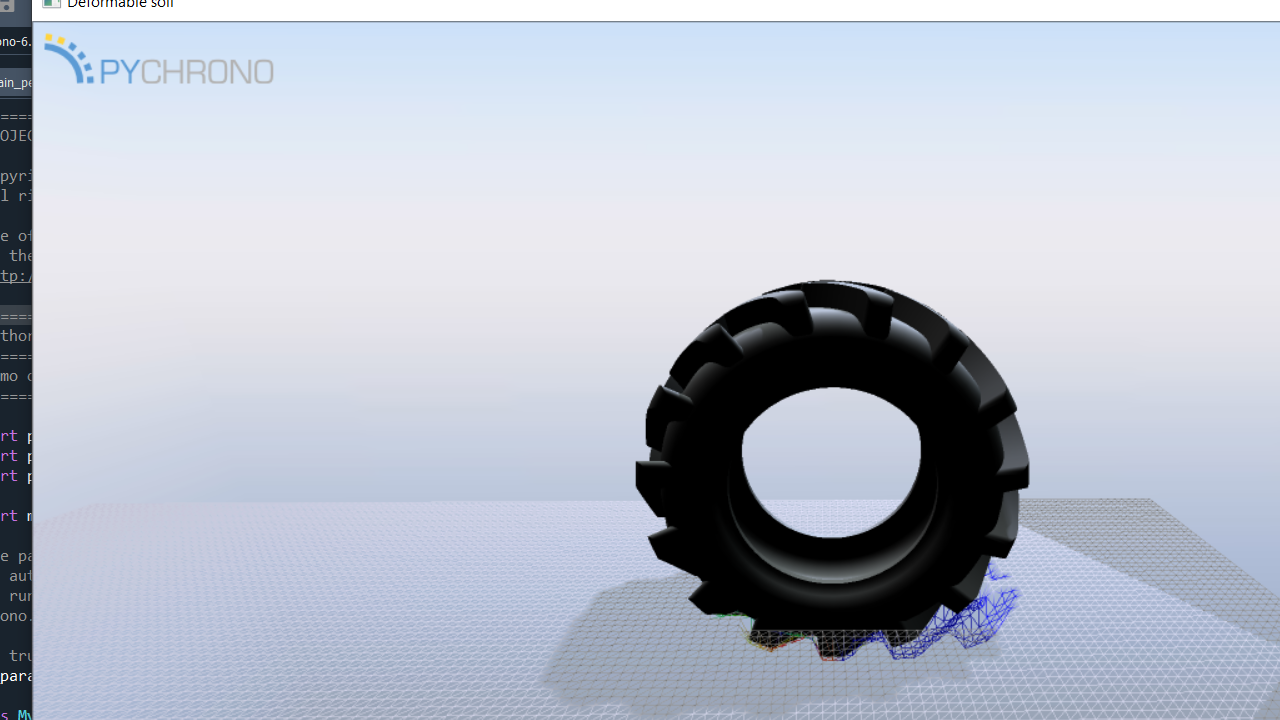 Deformable soil
ono-6.
PYCHRONO
ain_pe
====
OJEC
pyri
l ri
e of
the
tp:/
====
thor
====
mo d
====
rt p
rt p
rt p
rt m
e pa
aut
run
ono.
tru
para
s My